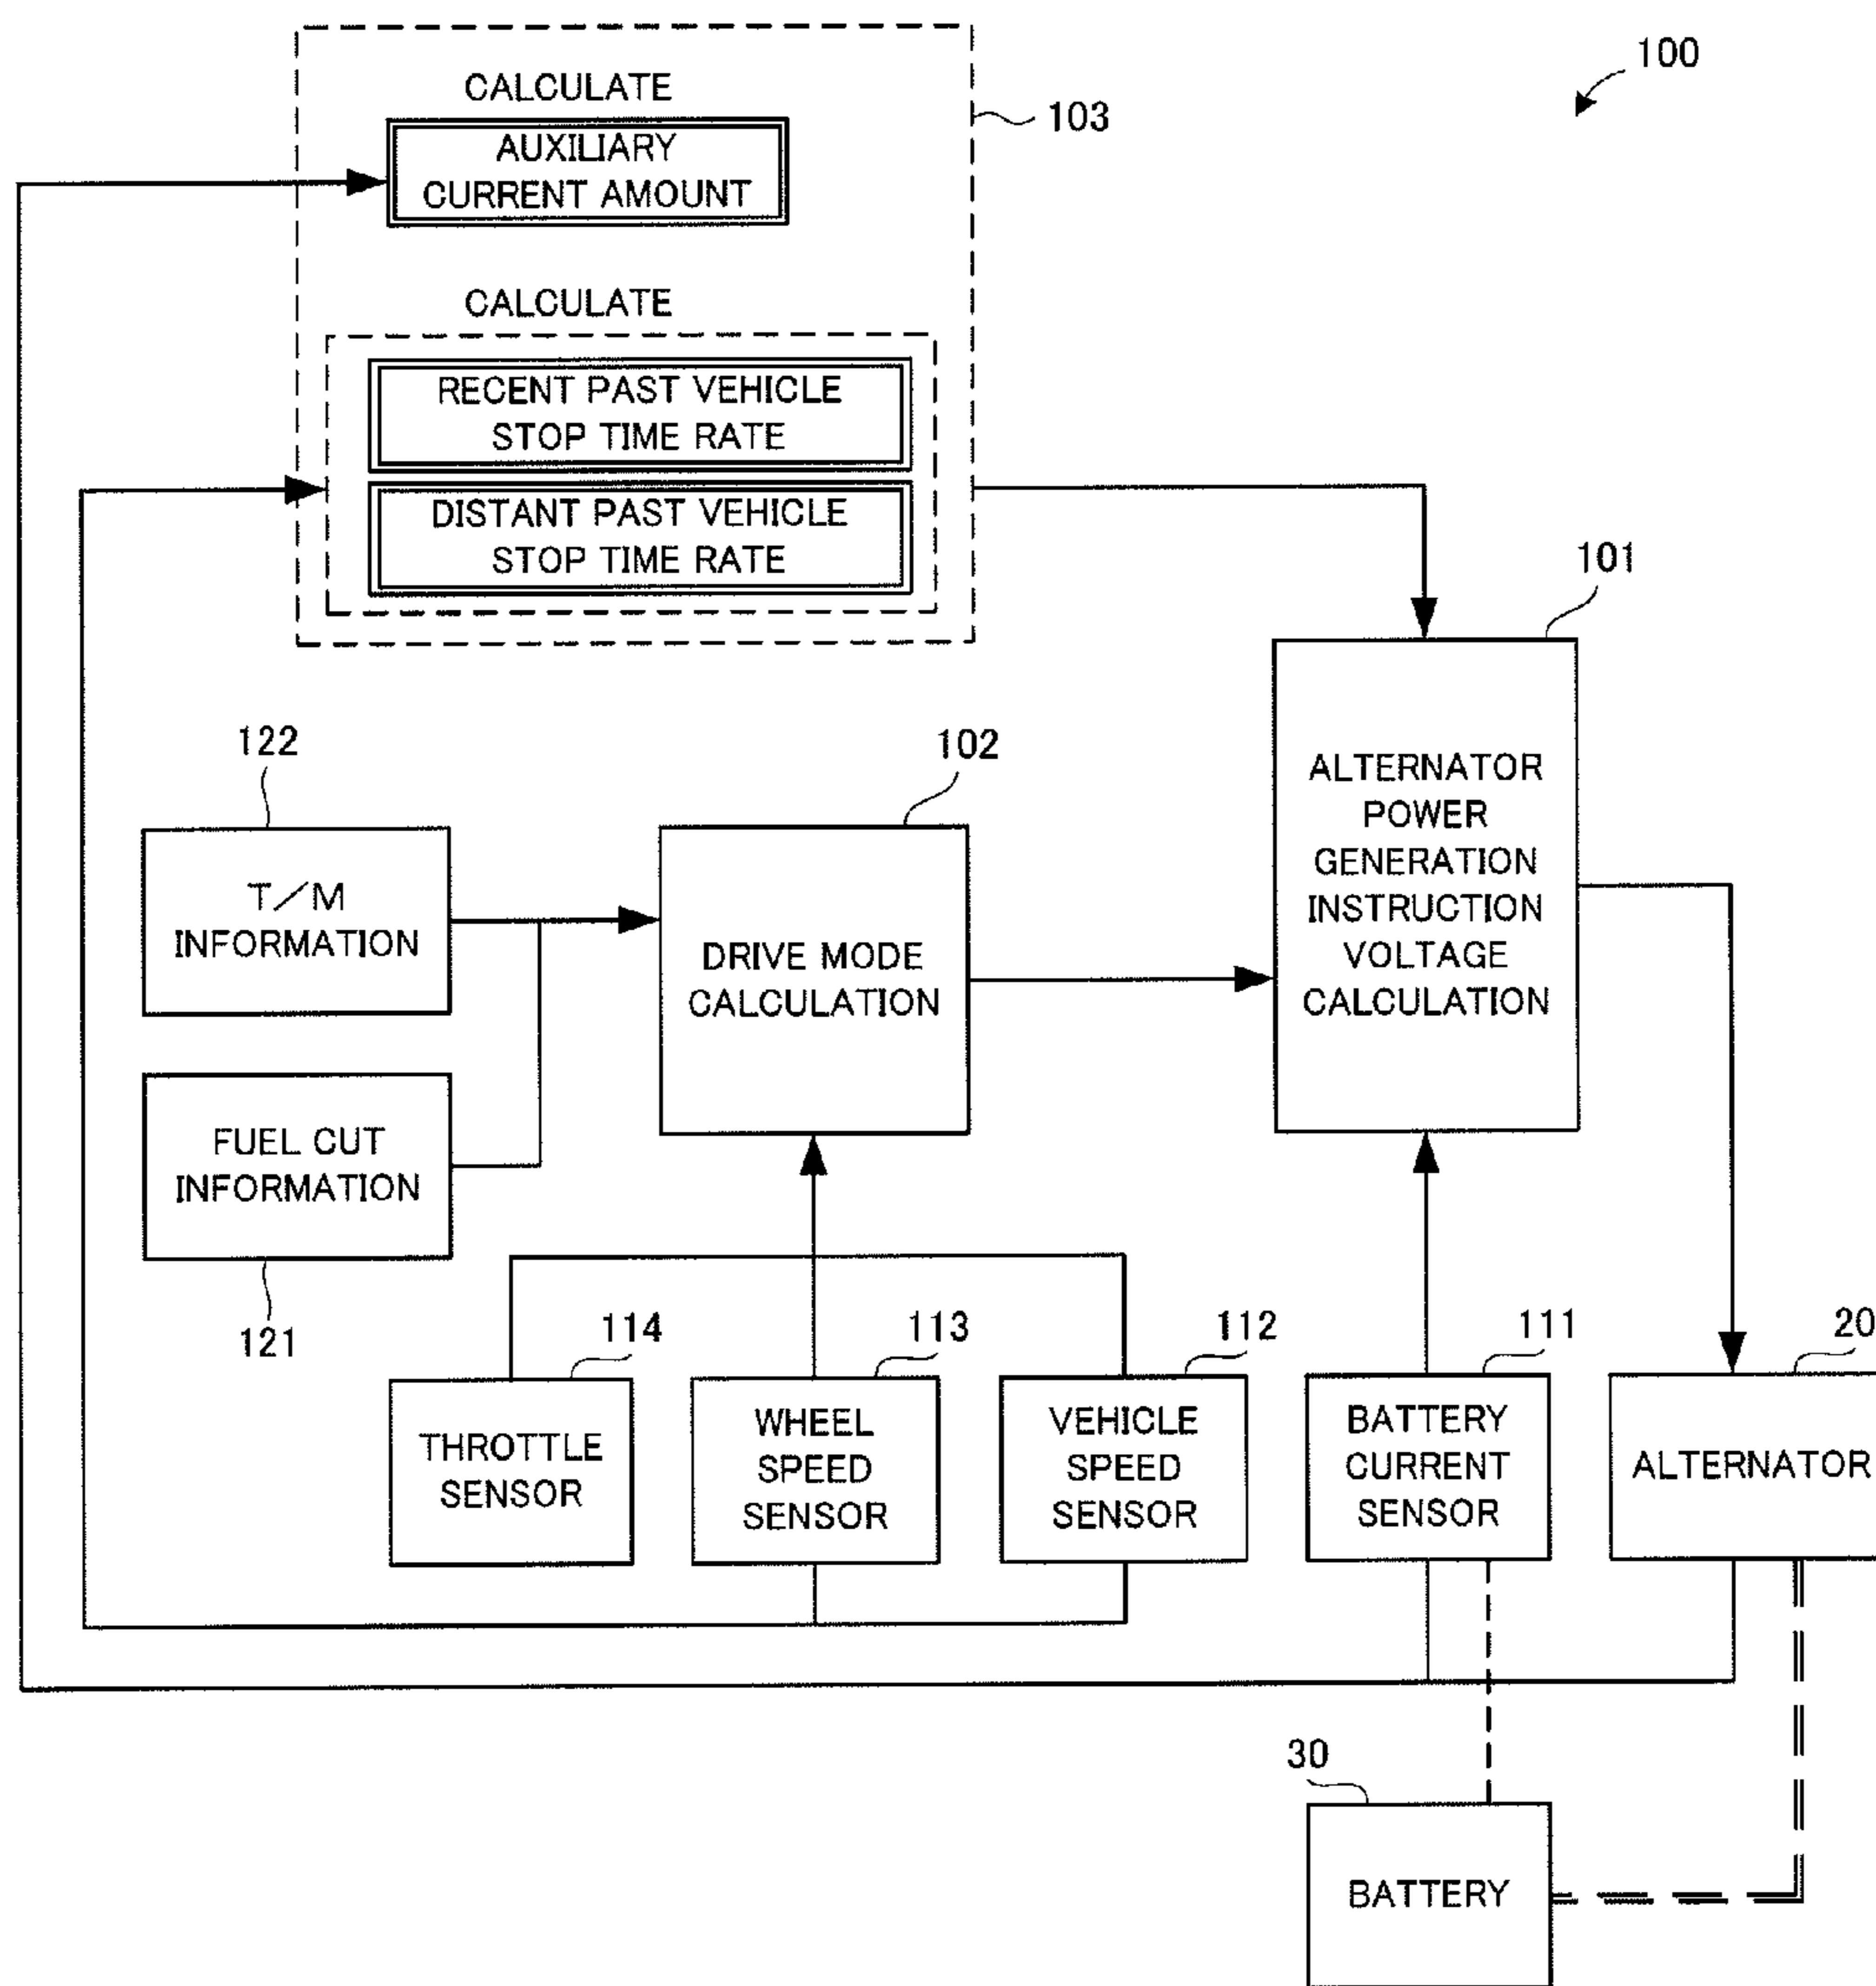 100
CALCULATE
103
AUXILIARY
CURRENT AMOUNT
CALCULATE
RECENT PAST VEHICLE
STOP TIME RATE
DISTANT PAST VEHICLE
STOP TIME RATE
101
122
102
ALTERNATOR
POWER
GENERATION
INSTRUCTION
VOLTAGE
CALCULATION
T/M
INFORMATION
DRIVE MODE
CALCULATION
FUEL CUT
INFORMATION
121
114
113
112
111
20
THROTTLE
SENSOR
WHEEL
SPEED
SENSOR
VEHICLE
SPEED
SENSOR
BATTERY
CURRENT
SENSOR
ALTERNATOR
30
BATTERY